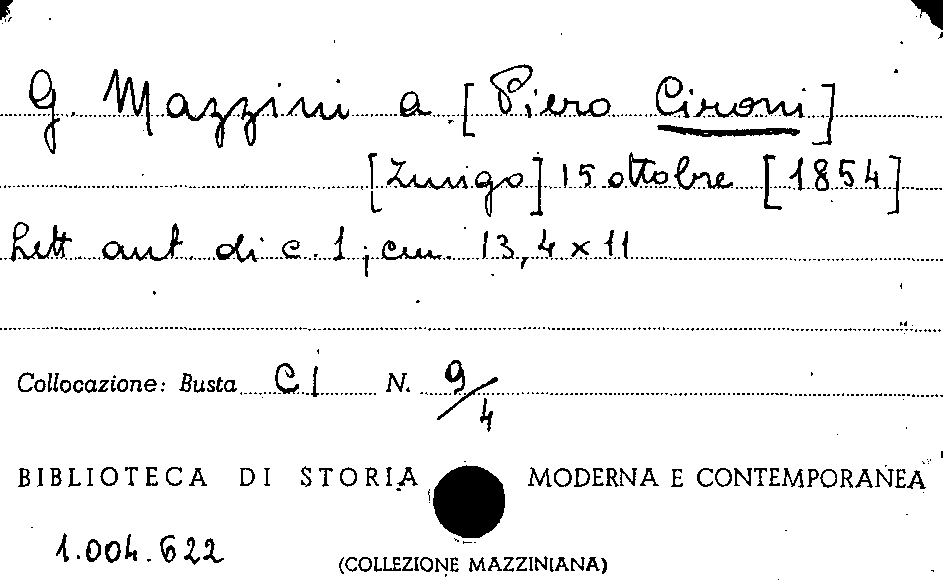 G. Mazzini a [Piero Cironi]
[Zurigo] 15 ottobre [1854]
Lett. aut. di c. 1; cm. 13,4 x 11
Collocazione: Busta CI N. 9/4
BIBLIOTECA DI STORIA MODERNA E CONTEMPORANEA
1.004.622
(COLLEZIONE MAZZINIANA)